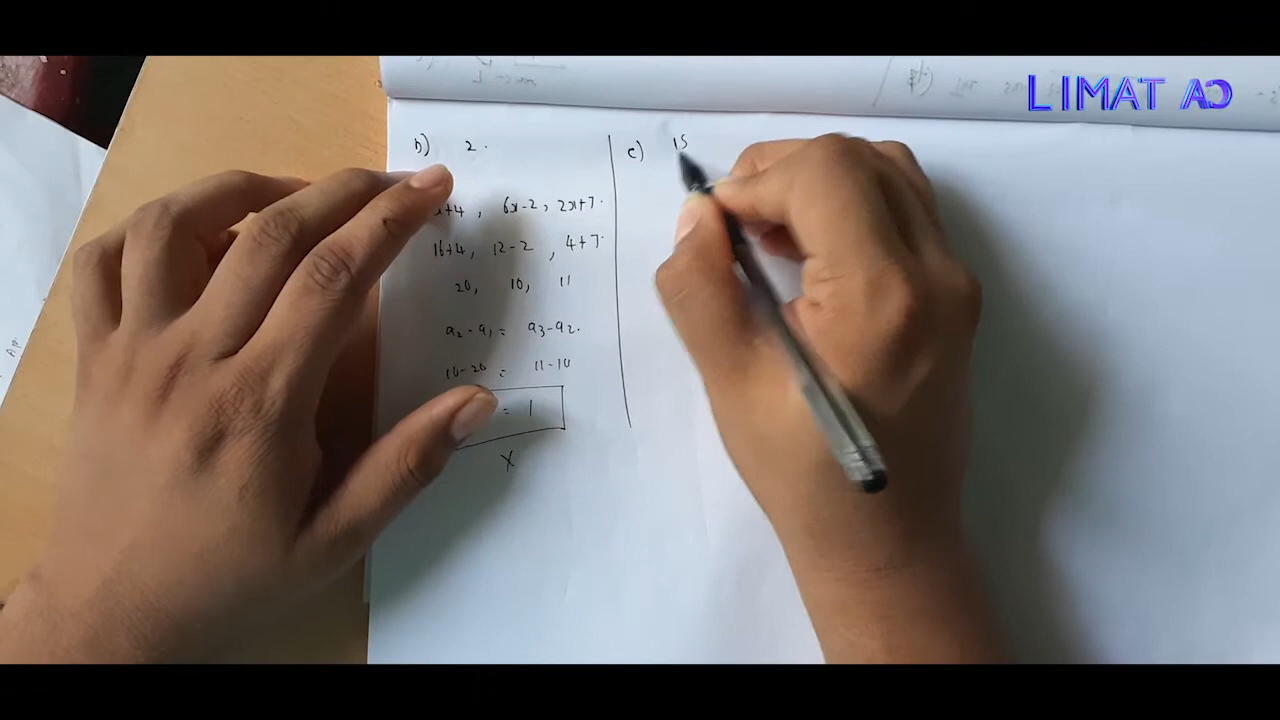 LIMAT AO
b) 2.
x+4, 6x-2, 2x+7.
16+4, 12-2, 4+7.
20, 10, 11
a2-a1 = a3-a2.
10-20 = 11-10
= 1
X
c) 15